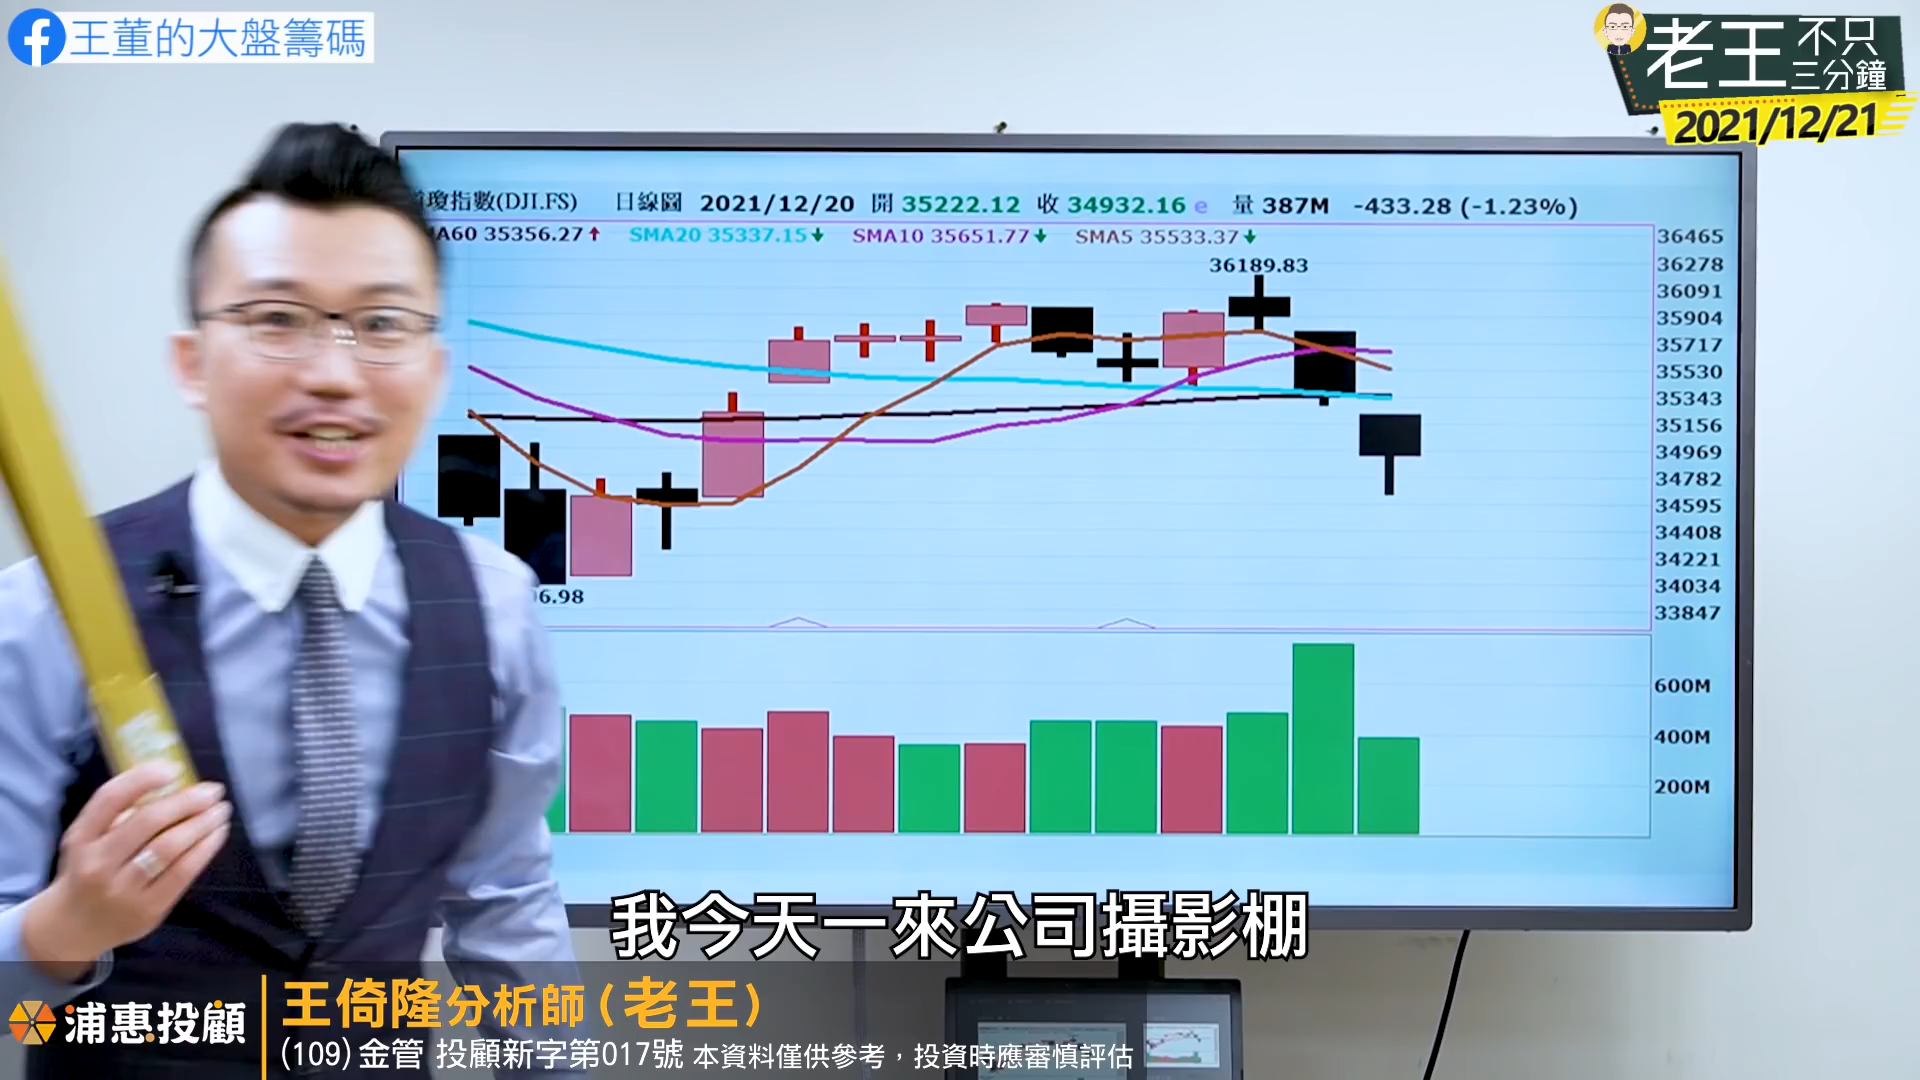 王董的大盤籌碼
老王不只三分鐘
2021/12/21
瓊指數(DJI.FS) 日線圖 2021/12/20 開 35222.12 收 34932.16 e 量 387M -433.28 (-1.23%)
A60 35356.27↑ SMA20 35337.15↓ SMA10 35651.77↓ SMA5 35533.37↓
36465
36189.83
36278
36091
35904
35717
35530
35343
35156
34969
34782
34595
34408
34221
6.98
34034
33847
600M
400M
200M
我今天一來公司攝影棚
浦惠投顧
王倚隆分析師(老王)
(109)金管 投顧新字第017號 本資料僅供參考，投資時應審慎評估